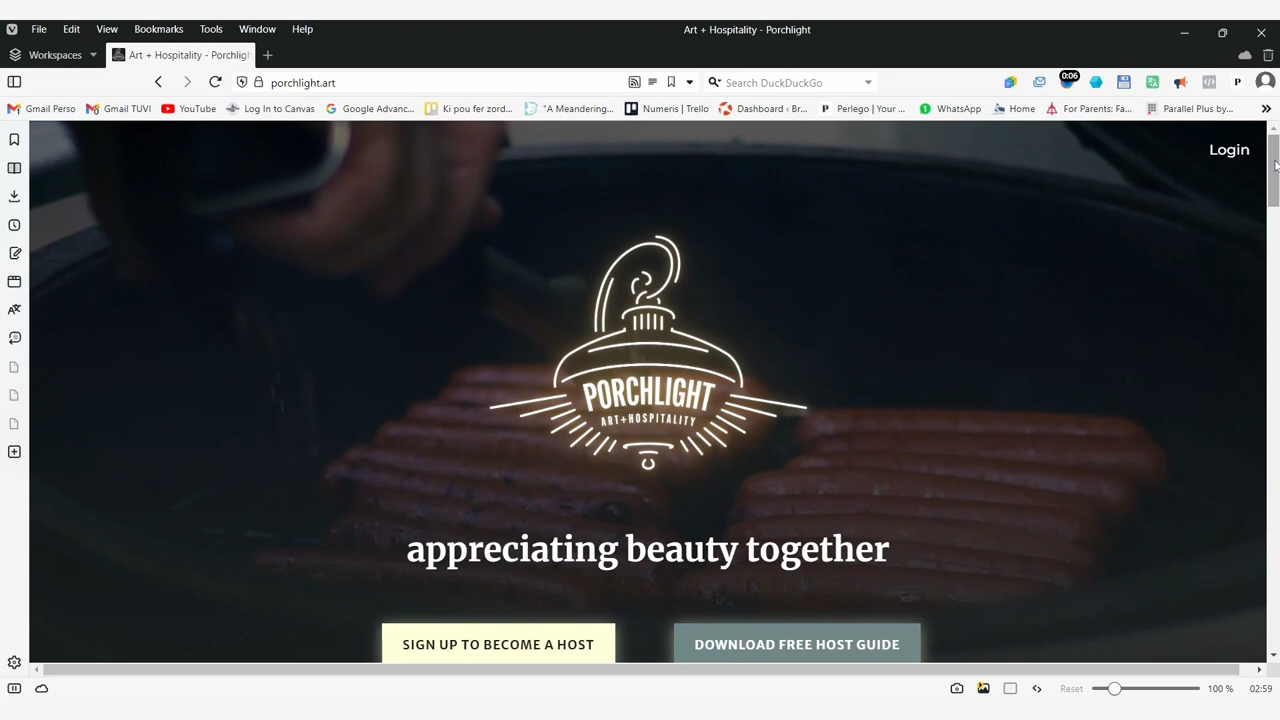 File Edit View Bookmarks Tools Window Help
Art + Hospitality - Porchlight
Workspaces
Art + Hospitality - Porchligh
porchlight.art
Search DuckDuckGo
0:06
P
Gmail Perso
Gmail TUVI
YouTube
Log In to Canvas
Google Advanc...
Ki pou fer zord...
"A Meandering...
Numeris | Trello
Dashboard ‹ Br...
P Perlego | Your ...
WhatsApp
Home
For Parents: Fa...
Parallel Plus by...
Login
PORCHLIGHT
ART+HOSPITALITY
appreciating beauty together
SIGN UP TO BECOME A HOST
DOWNLOAD FREE HOST GUIDE
Reset
100 %
02:59